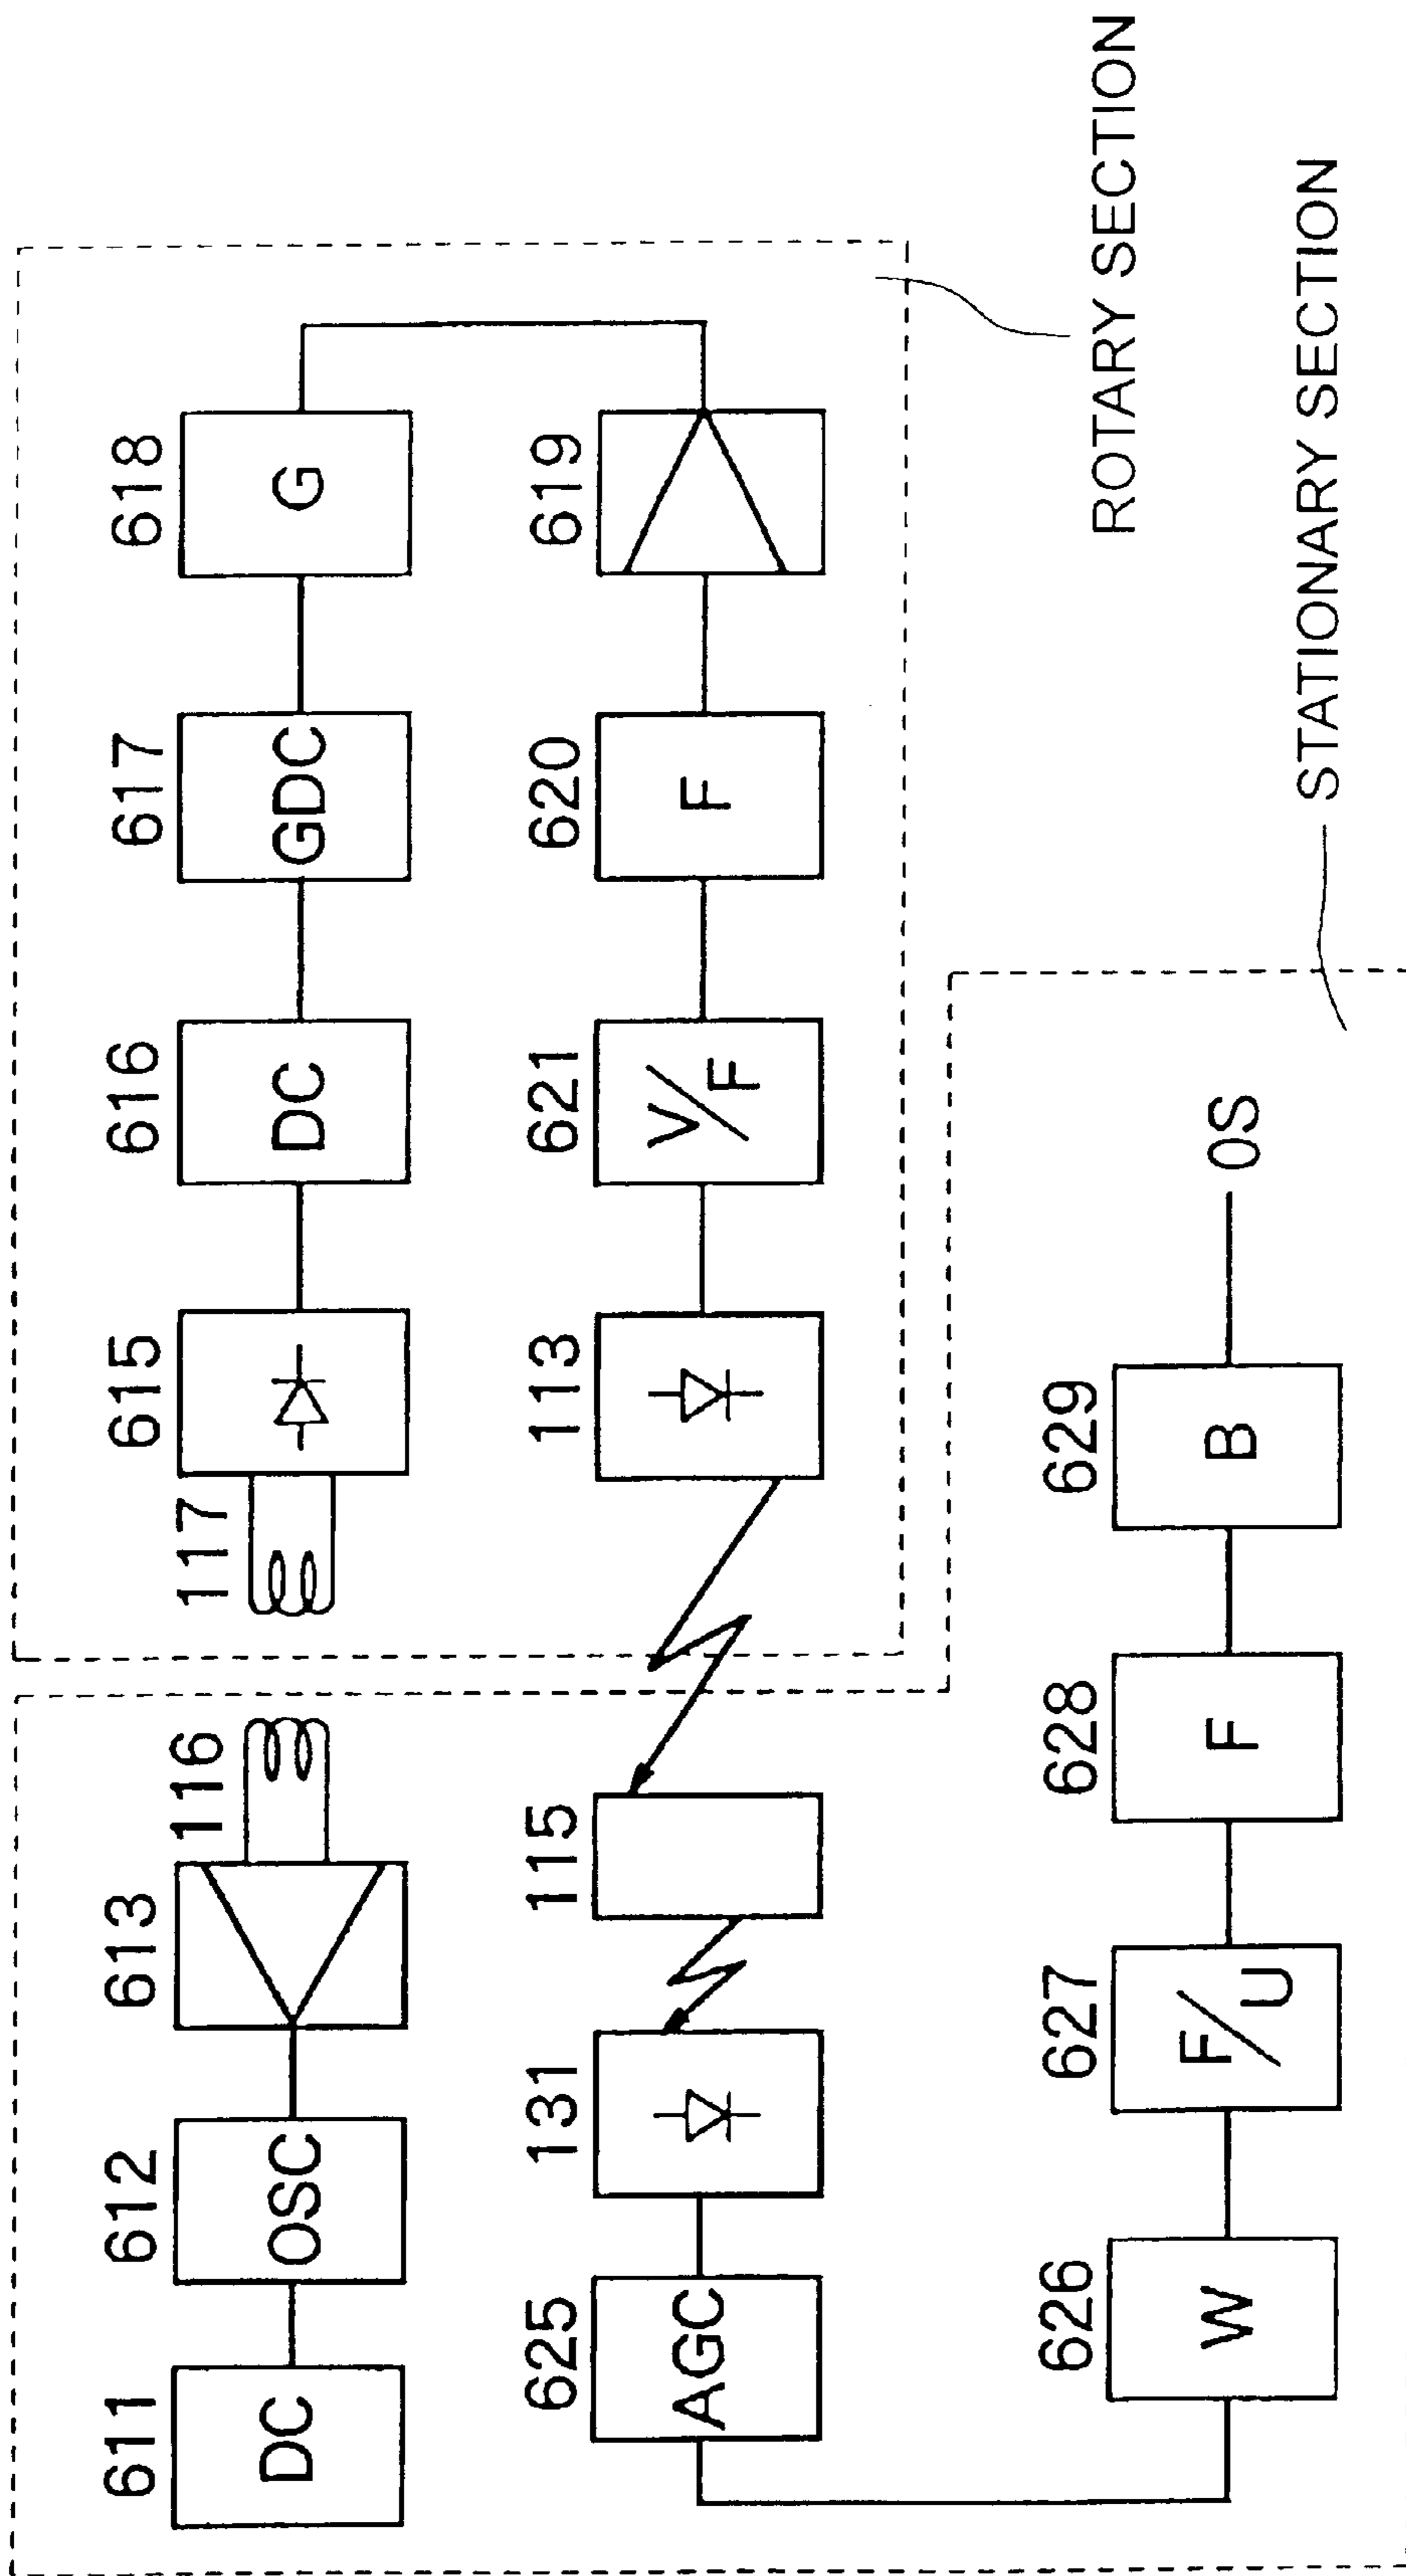 611
DC
612
OSC
613
116
117
615
616
DC
617
GDC
618
G
625
AGC
131
115
113
621
V/F
620
F
619
626
W
627
F/U
628
F
629
B
OS
ROTARY SECTION
STATIONARY SECTION